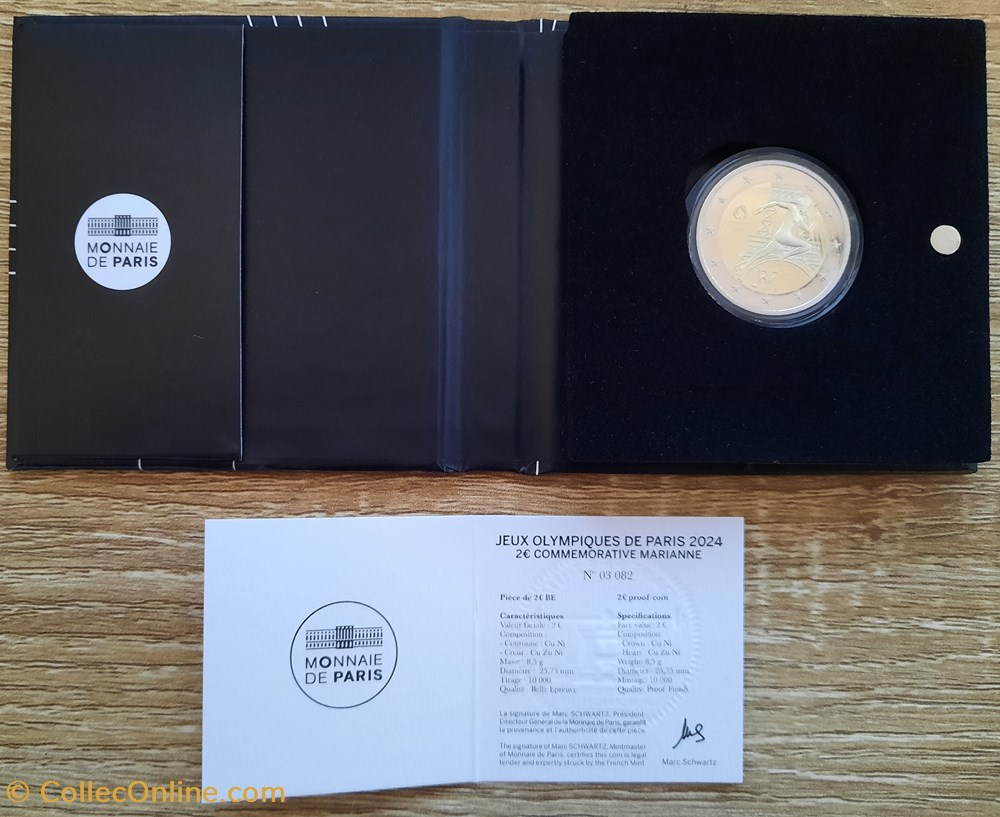 MONNAIE
DE PARIS
RF
JEUX OLYMPIQUES DE PARIS 2024
2€ COMMEMORATIVE MARIANNE
N° 03 082
Pièce de 2€ BE
Caractéristiques
Valeur faciale : 2 €
Composition :
- Couronne : Cu Ni
- Cœur : Cu Zn Ni
Masse : 8,5 g
Diamètre : 25,75 mm
Tirage : 10 000
Qualité : Belle Epreuve
2€ proof coin
Specifications
Face value: 2 €
Composition:
- Crown : Cu Ni
- Heart : Cu Zn Ni
Weight: 8,5 g
Diameter: 25,75 mm
Mintage: 10 000
Quality: Proof
La signature de Marc SCHWARTZ, Président
Directeur Général de la Monnaie de Paris, garantit
la provenance et l'authenticité de cette pièce.
The signature of Marc SCHWARTZ, Mintmaster
of Monnaie de Paris, certifies this coin is legal
tender and expertly struck by the French Mint.
Marc Schwartz
MONNAIE
DE PARIS
© CollecOnline.com